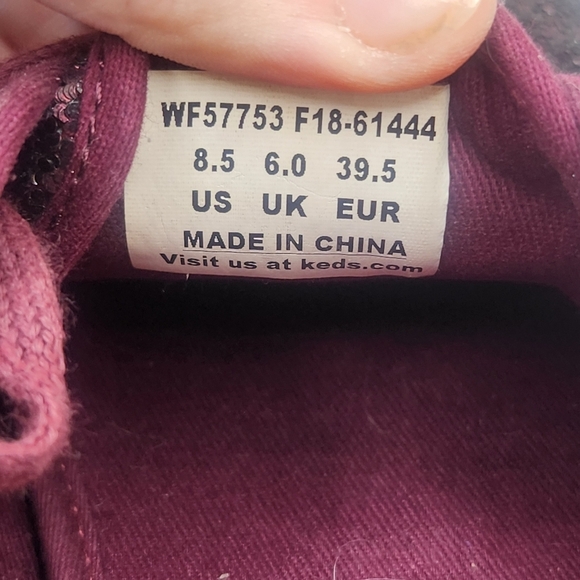 WF57753 F18-61444
8.5 6.0 39.5
US UK EUR
MADE IN CHINA
Visit us at keds.com